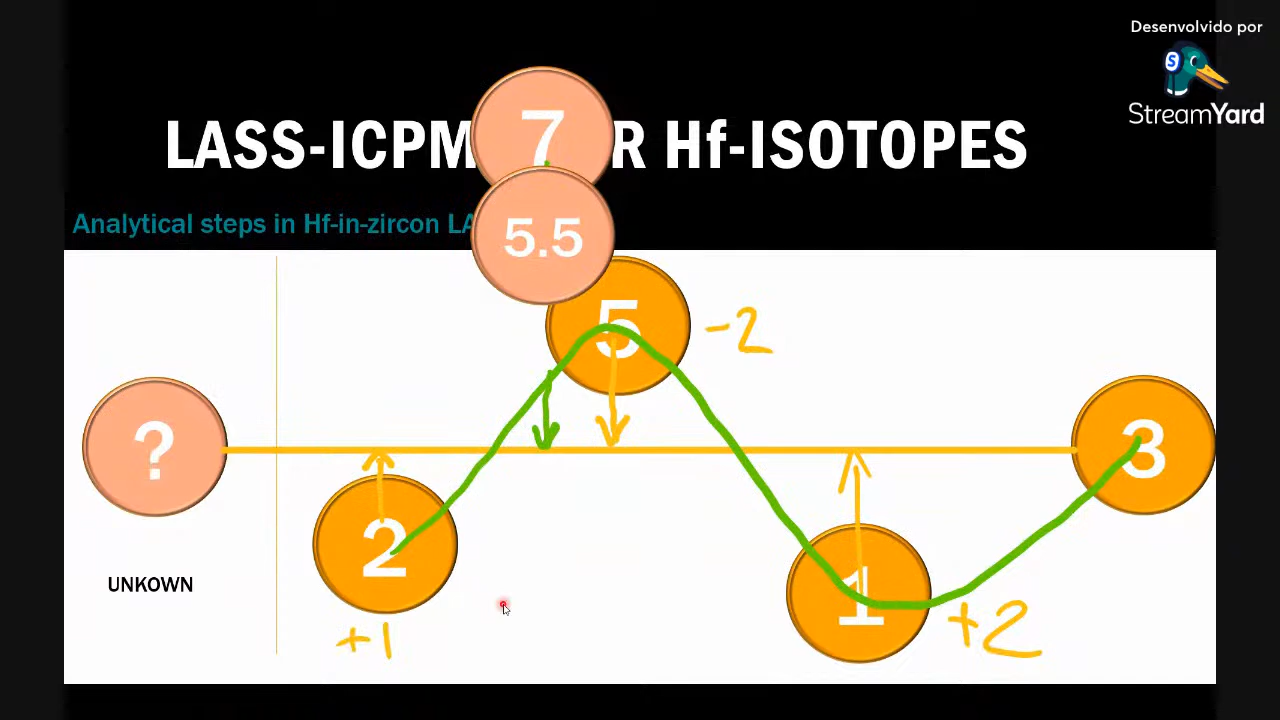 Desenvolvido por
StreamYard
7
LASS-ICPM R Hf-ISOTOPES
Analytical steps in Hf-in-zircon LA
5.5
5
-2
?
3
2
1
UNKOWN
+1
+2